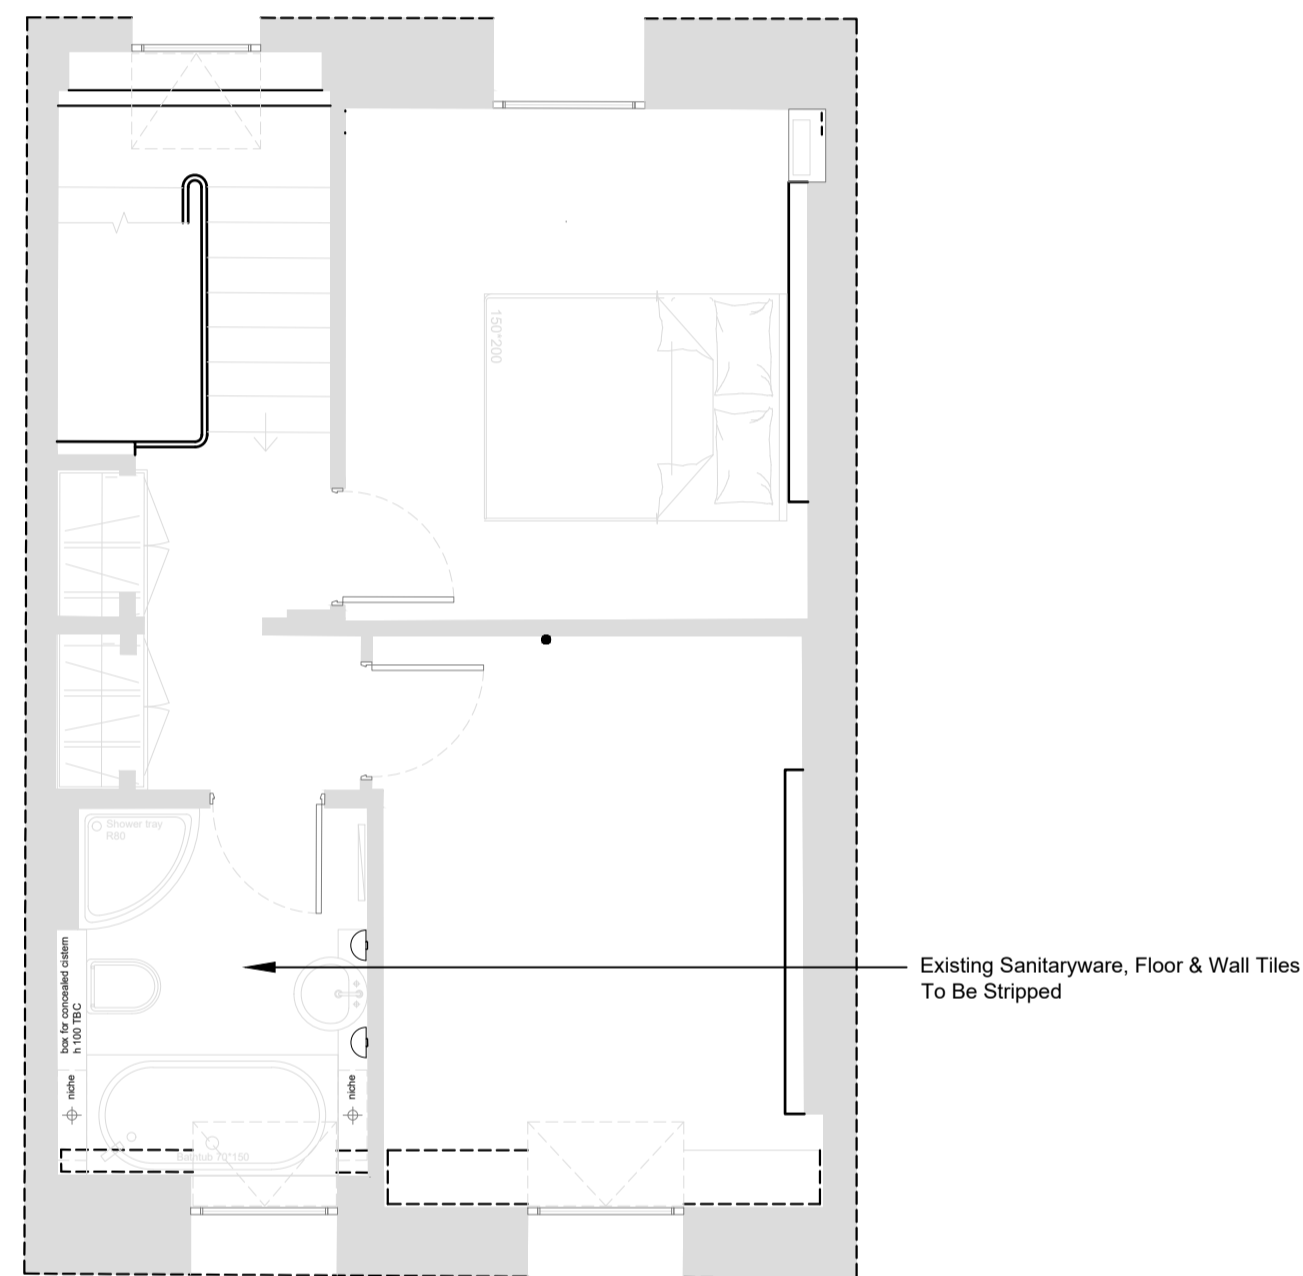 150*200
Shower tray
R80
box for concealed cistern
h 100 TBC
niche
niche
Bathtub 70*150
Existing Sanitaryware, Floor & Wall Tiles
To Be Stripped